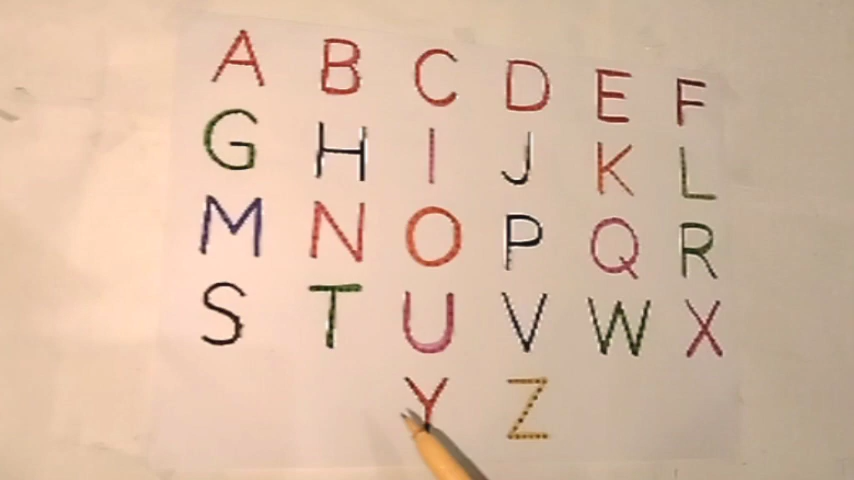 A B C D E F
G H I J K L
M N O P Q R
S T U V W X
Y Z